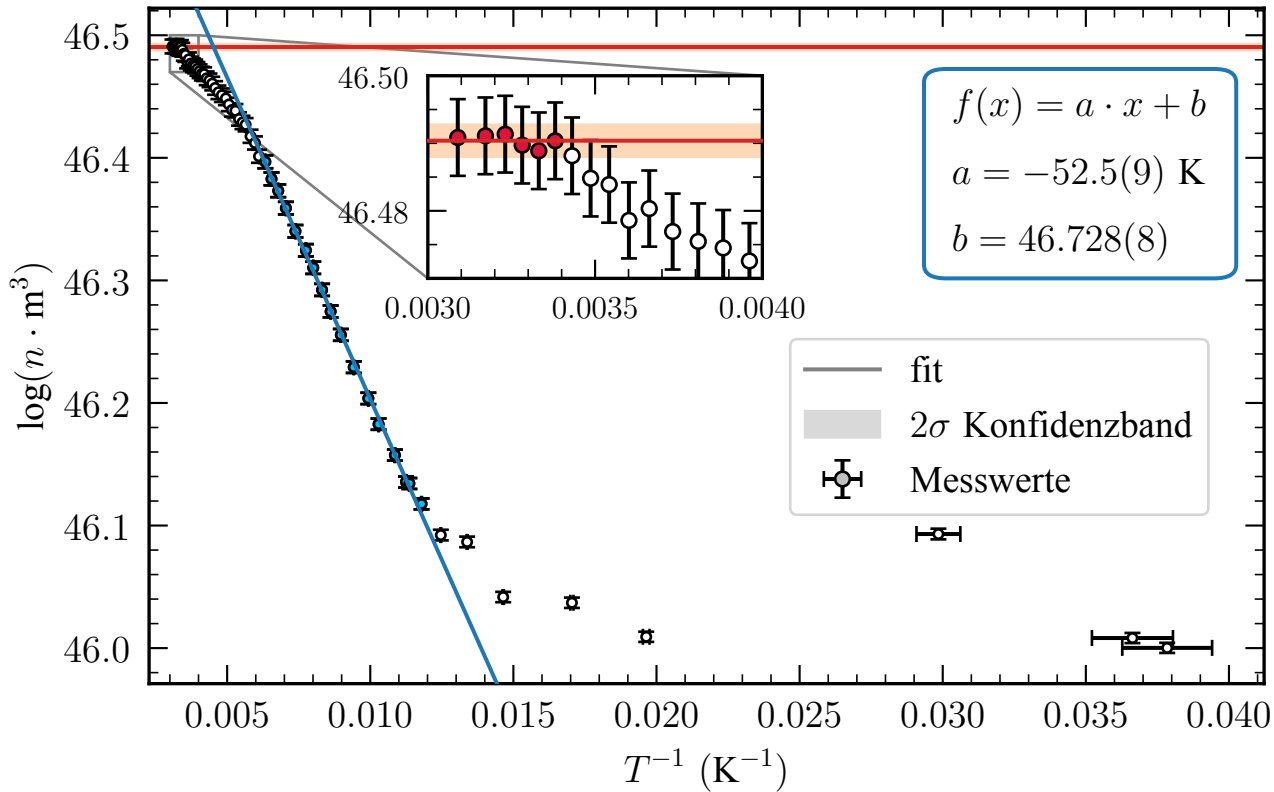 46.5
46.4
46.3
46.2
46.1
46.0
log(n · m³)
0.005
0.010
0.015
0.020
0.025
0.030
0.035
0.040
T⁻¹ (K⁻¹)
46.50
46.48
0.0030
0.0035
0.0040
f(x) = a · x + b
a = −52.5(9) K
b = 46.728(8)
fit
2σ Konfidenzband
Messwerte